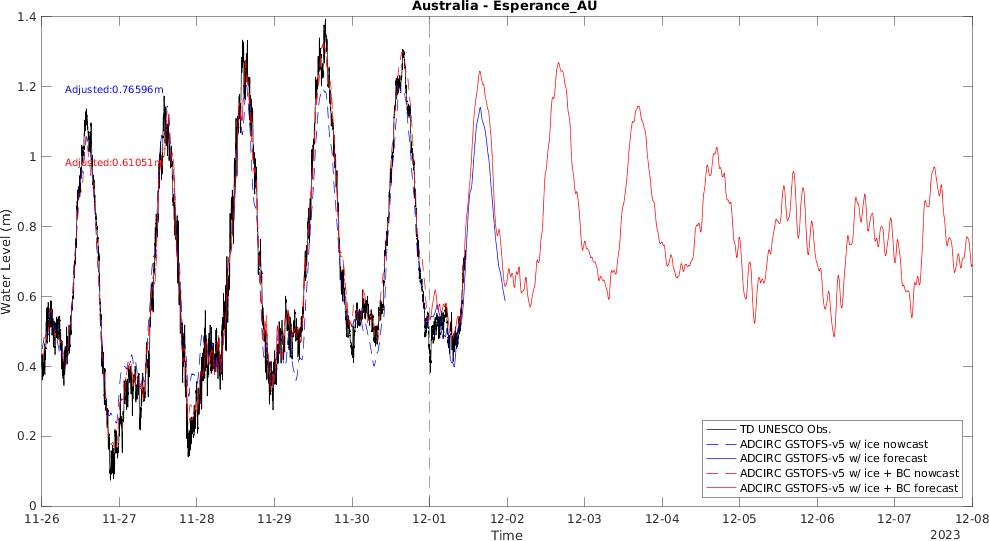 Australia - Esperance_AU
1.4
1.2
1
0.8
0.6
0.4
0.2
0
Water Level (m)
Adjusted:0.76596m
Adjusted:0.61051m
TD UNESCO Obs.
ADCIRC GSTOFS-v5 w/ ice nowcast
ADCIRC GSTOFS-v5 w/ ice forecast
ADCIRC GSTOFS-v5 w/ ice + BC nowcast
ADCIRC GSTOFS-v5 w/ ice + BC forecast
11-26 11-27 11-28 11-29 11-30 12-01 12-02 12-03 12-04 12-05 12-06 12-07 12-08
Time
2023